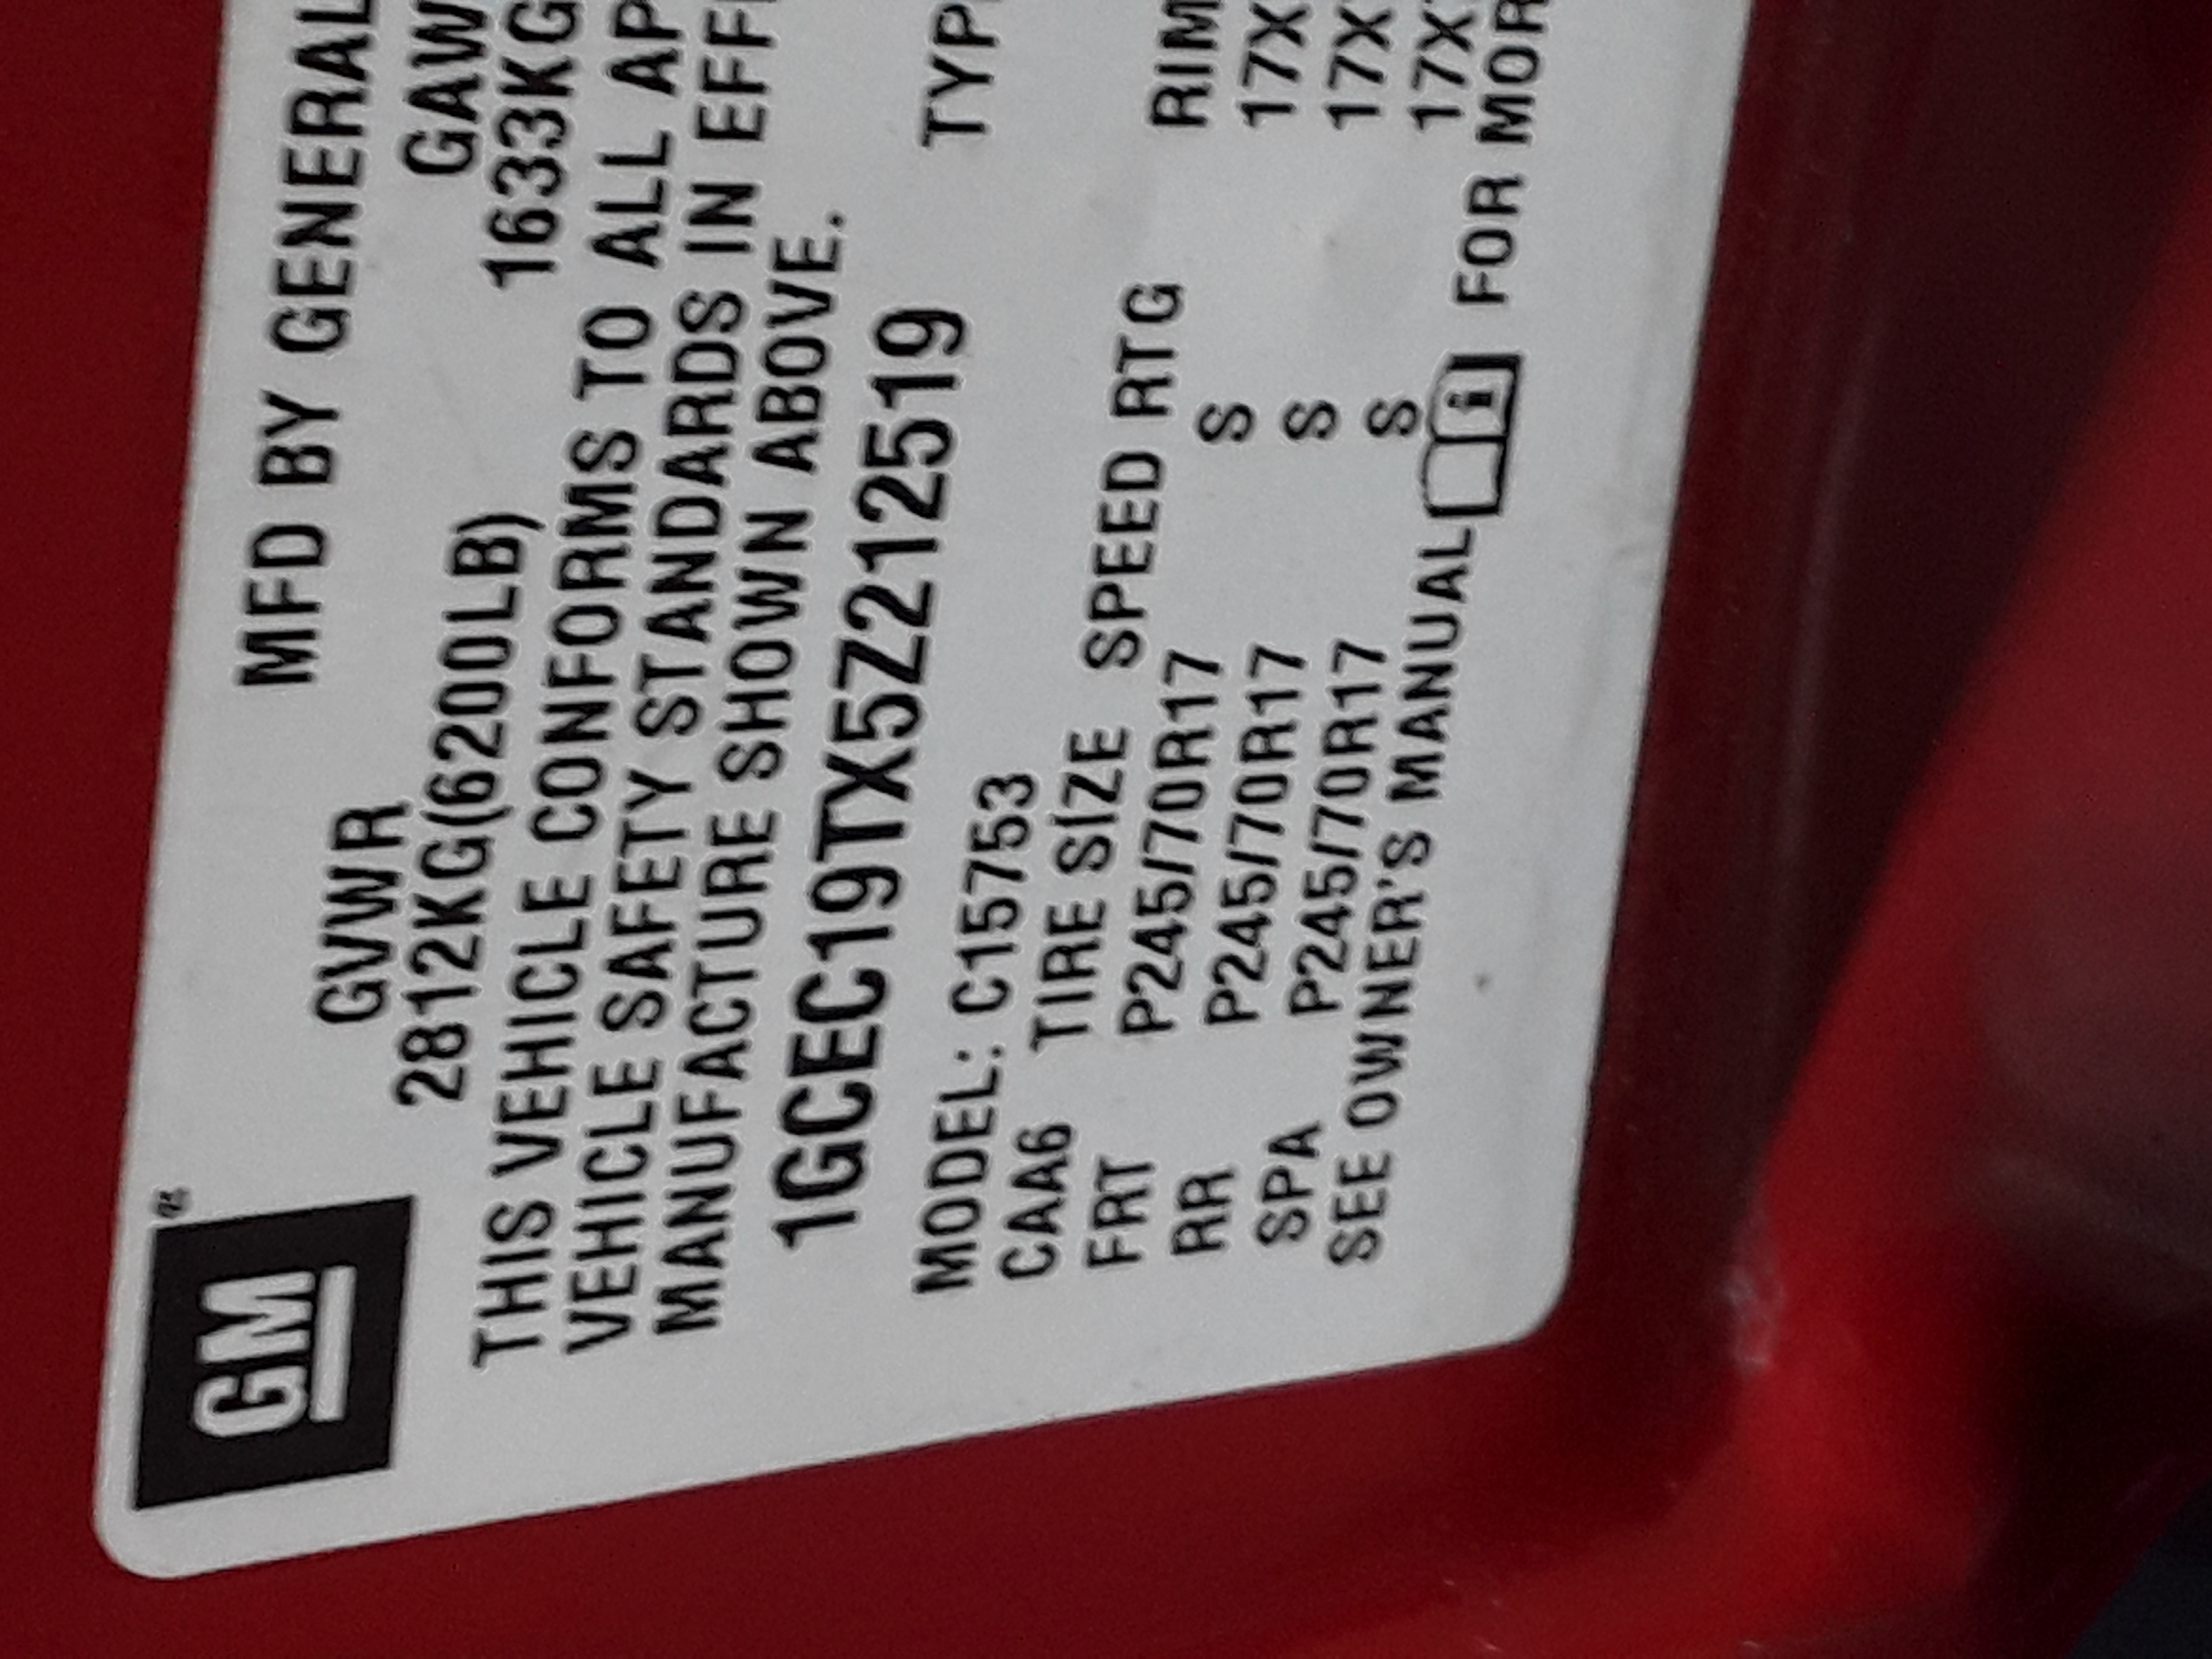 GM
MFD BY GENERAL
GVWR GAW
2812KG(6200LB) 1633KG
THIS VEHICLE CONFORMS TO ALL AP
VEHICLE SAFETY STANDARDS IN EFF
MANUFACTURE SHOWN ABOVE.
1GCEC19TX5Z212519 TYP
MODEL: C15753
CAA6 TIRE SIZE SPEED RTG RIM
FRT P245/70R17 S 17X
RR P245/70R17 S 17X
SPA P245/70R17 S 17X
SEE OWNER'S MANUAL FOR MOR